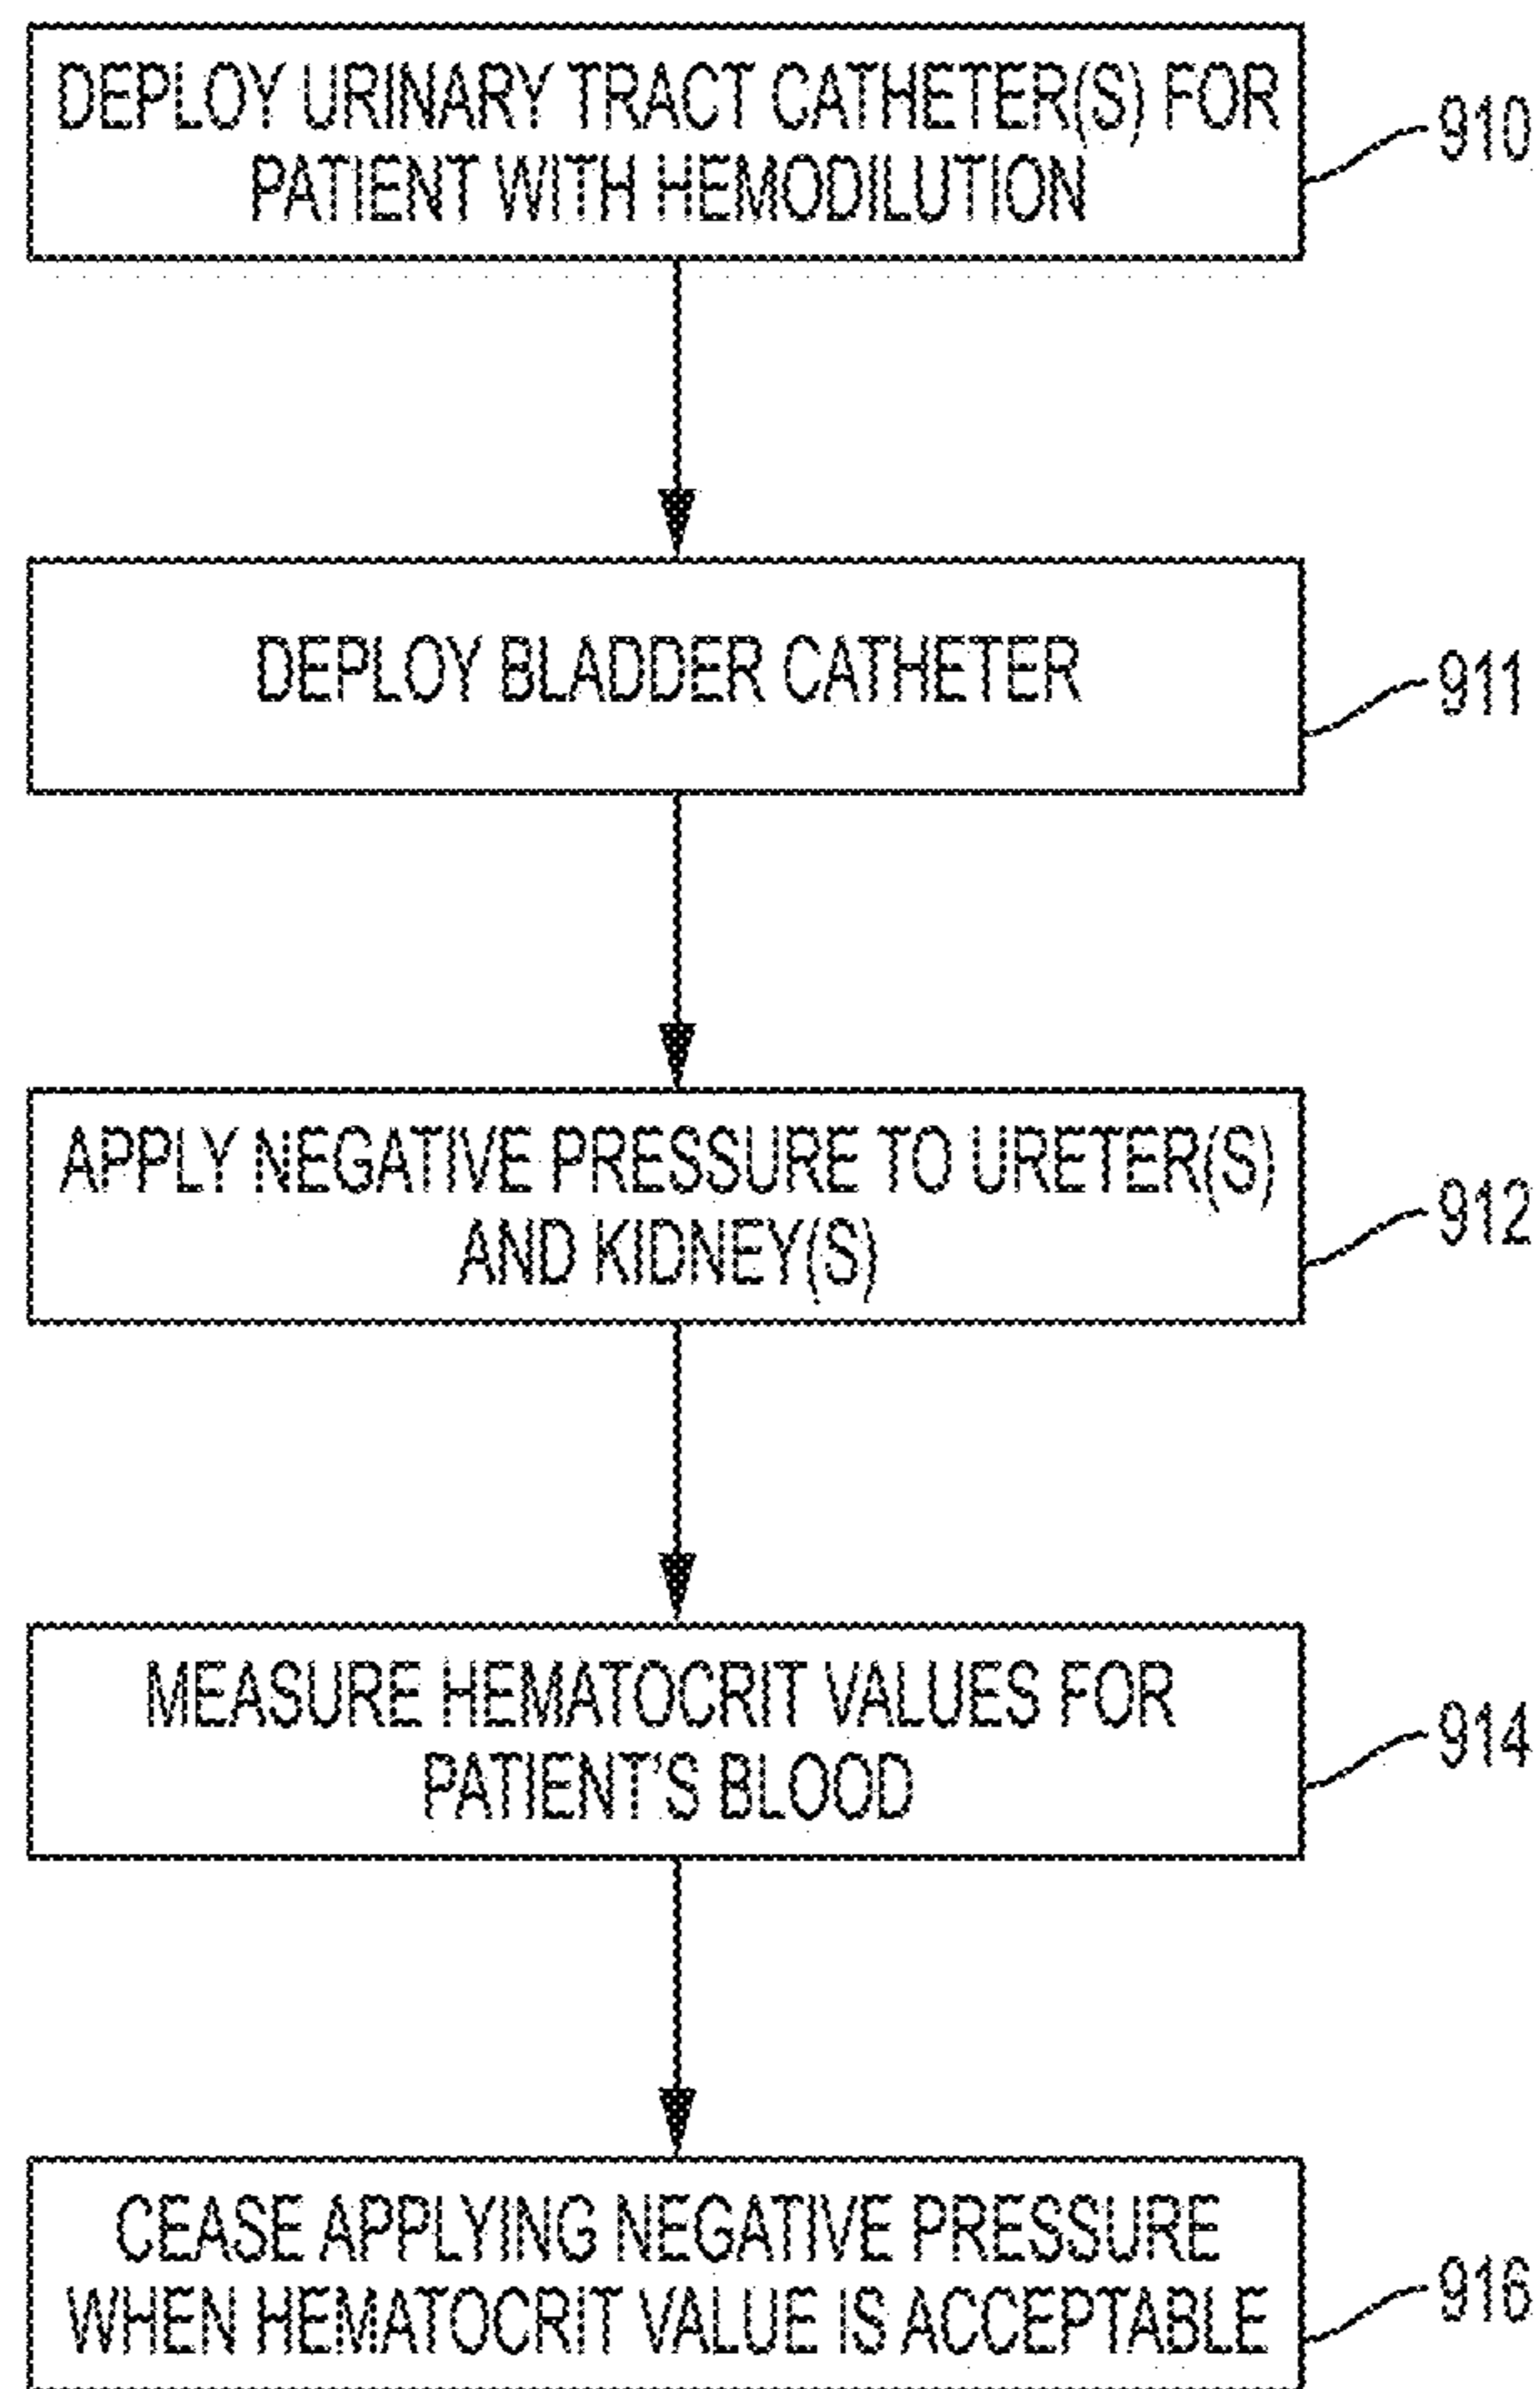 DEPLOY URINARY TRACT CATHETER(S) FOR
PATIENT WITH HEMODILUTION
910
DEPLOY BLADDER CATHETER
911
APPLY NEGATIVE PRESSURE TO URETER(S)
AND KIDNEY(S)
912
MEASURE HEMATOCRIT VALUES FOR
PATIENT'S BLOOD
914
CEASE APPLYING NEGATIVE PRESSURE
WHEN HEMATOCRIT VALUE IS ACCEPTABLE
916